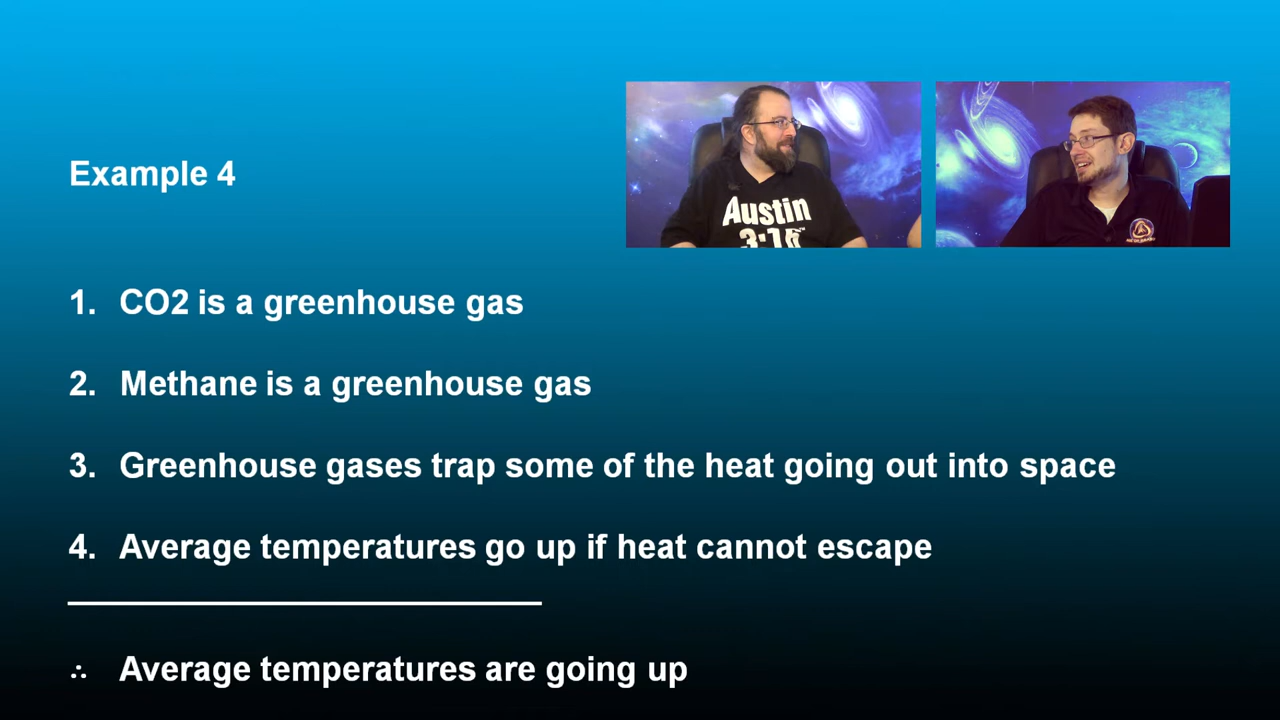 Example 4
Austin
3:16
1. CO2 is a greenhouse gas
2. Methane is a greenhouse gas
3. Greenhouse gases trap some of the heat going out into space
4. Average temperatures go up if heat cannot escape
∴ Average temperatures are going up